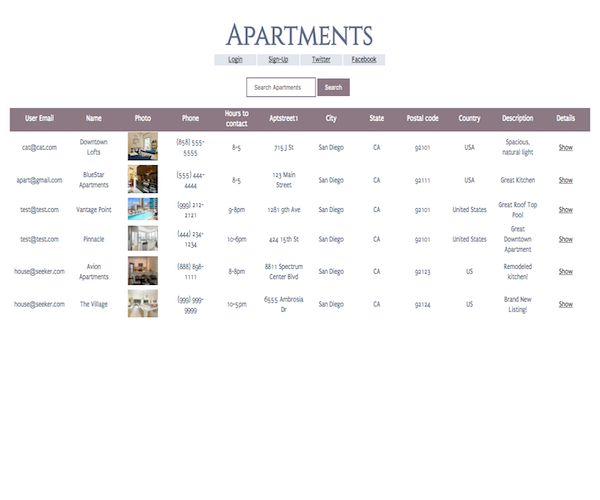 APARTMENTS
Login Sign-Up Twitter Facebook
Search Apartments Search
User Email Name Photo Phone Hours to contact Aptstreet1 City State Postal code Country Description Details
cat@cat.com Downtown Lofts (858) 555-5555 8-5 715 J St San Diego CA 92101 USA Spacious, natural light Show
apart@gmail.com BlueStar Apartments (555) 444-4444 8-5 123 Main Street San Diego CA 92111 USA Great Kitchen Show
test@test.com Vantage Point (999) 212-2121 9-8pm 1281 9th Ave San Diego CA 92101 United States Great Roof Top Pool Show
test@test.com Pinnacle (444) 234-1234 10-6pm 424 15th St San Diego CA 92101 United States Great Downtown Apartment Show
house@seeker.com Avion Apartments (888) 898-1111 8-8pm 8811 Spectrum Center Blvd San Diego CA 92123 US Remodeled kitchen! Show
house@seeker.com The Village (999) 999-9999 10-5pm 6555 Ambrosia Dr San Diego CA 92124 US Brand New Listing! Show